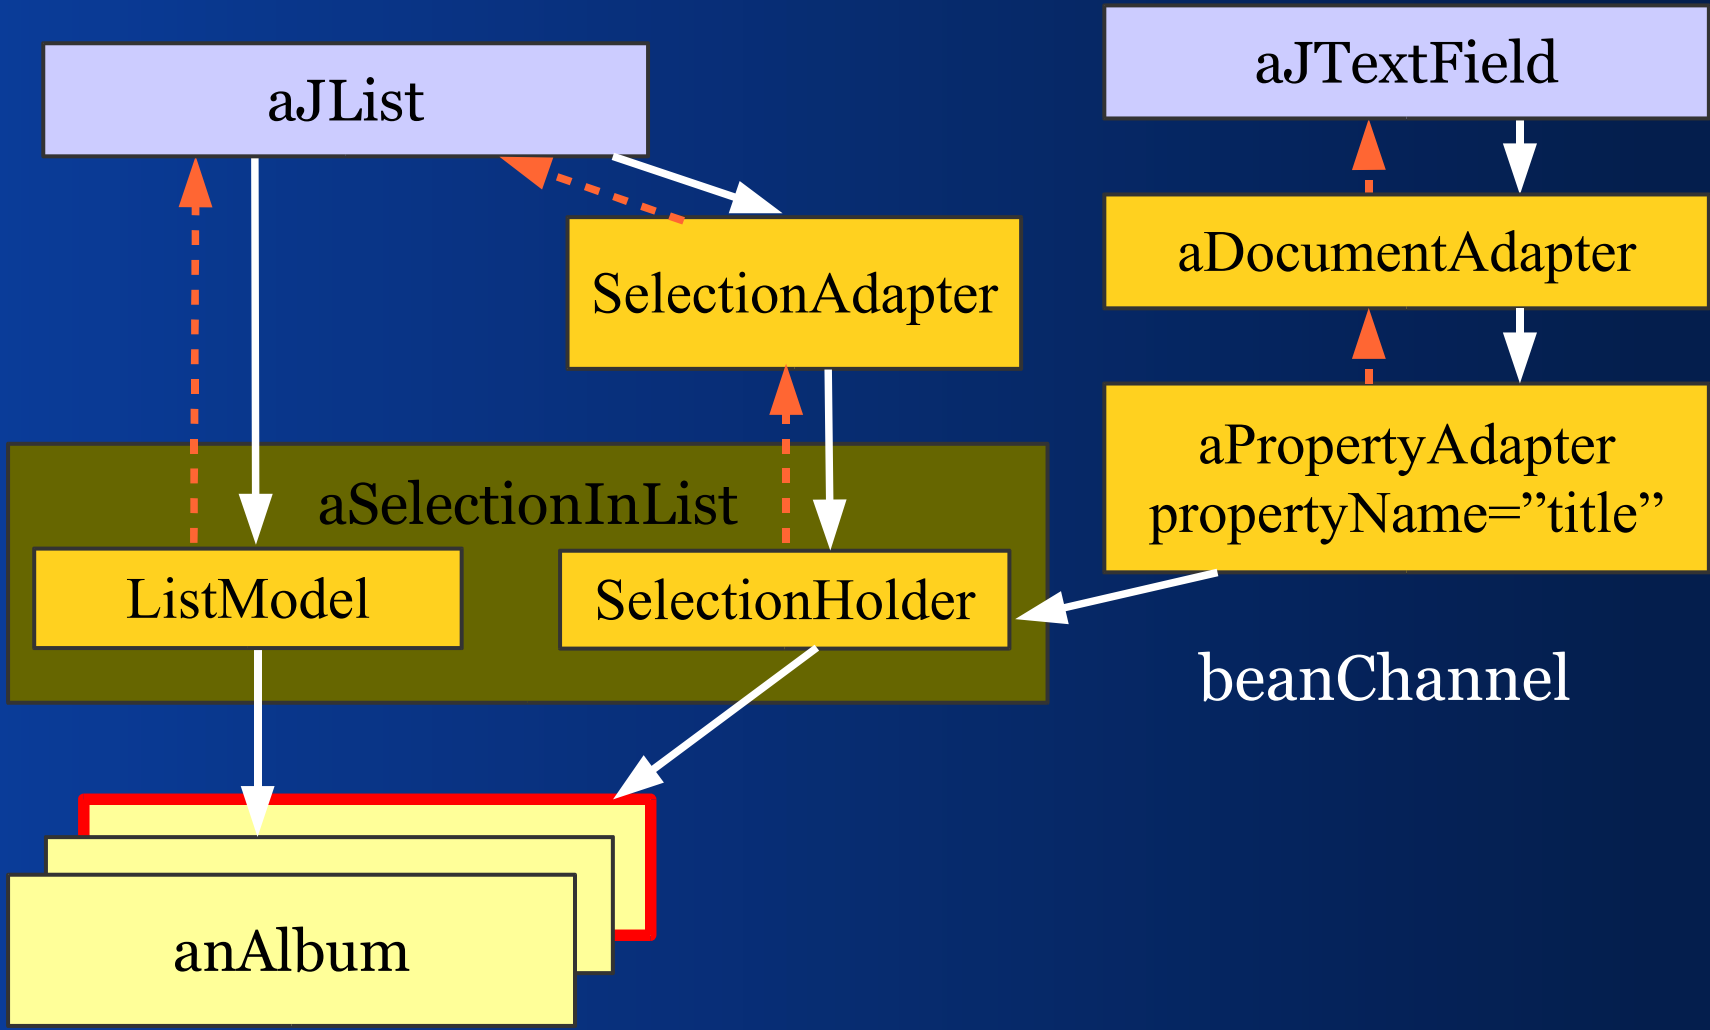 aJList
aJTextField
SelectionAdapter
aDocumentAdapter
aPropertyAdapter
propertyName=”title”
aSelectionInList
ListModel
SelectionHolder
beanChannel
anAlbum